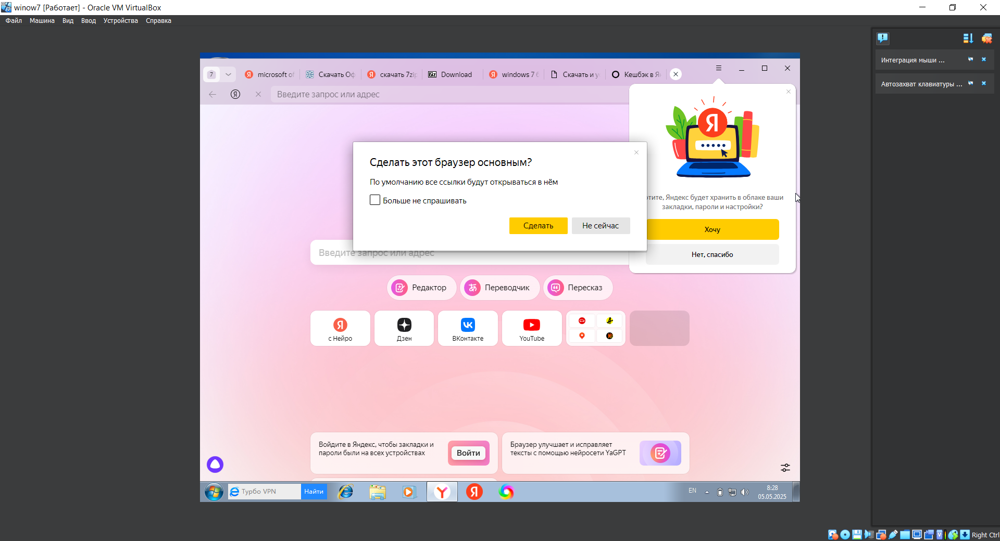 winow7 [Работает] - Oracle VM VirtualBox
Файл Машина Вид Ввод Устройства Справка
Интеграция мыши ...
Автозахват клавиатуры ...
7 microsoft of Скачать Оф скачать 7zip Download windows 7 6 Скачать и у Кешбэк в Ян
Введите запрос или адрес
Сделать этот браузер основным?
По умолчанию все ссылки будут открываться в нём
Больше не спрашивать
Сделать Не сейчас
отите, Яндекс будет хранить в облаке ваши
закладки, пароли и настройки?
Хочу
Нет, спасибо
Введите запрос или адрес
Редактор Переводчик Пересказ
с Нейро Дзен ВКонтакте YouTube
Войдите в Яндекс, чтобы закладки и
пароли были на всех устройствах
Войти
Браузер улучшает и исправляет
тексты с помощью нейросети YaGPT
Турбо VPN Найти
EN
8:28
05.05.2025
Right Ctrl